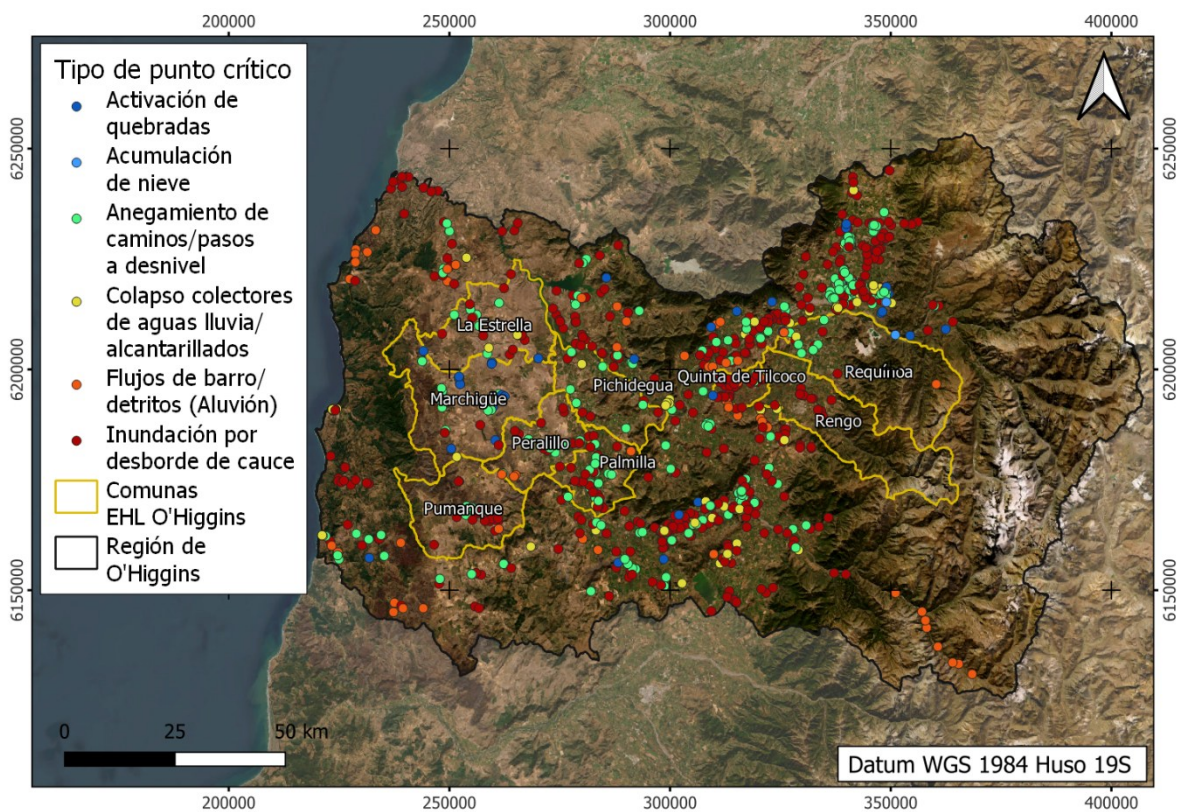 200000 250000 300000 350000 400000
Tipo de punto crítico
Activación de
quebradas
Acumulación
de nieve
Anegamiento de
caminos/pasos
a desnivel
Colapso colectores
de aguas lluvia/
alcantarillados
Flujos de barro/
detritos (Aluvión)
Inundación por
desborde de cauce
Comunas
EHL O'Higgins
Región de
O'Higgins
6250000
6200000
6150000
La Estrella
Marchigüe
Pichidegua
Quinta de Tilcoco
Requínoa
Rengo
Peralillo
Palmilla
Pumanque
6250000
6200000
6150000
0 25 50 km
Datum WGS 1984 Huso 19S
200000 250000 300000 350000 400000